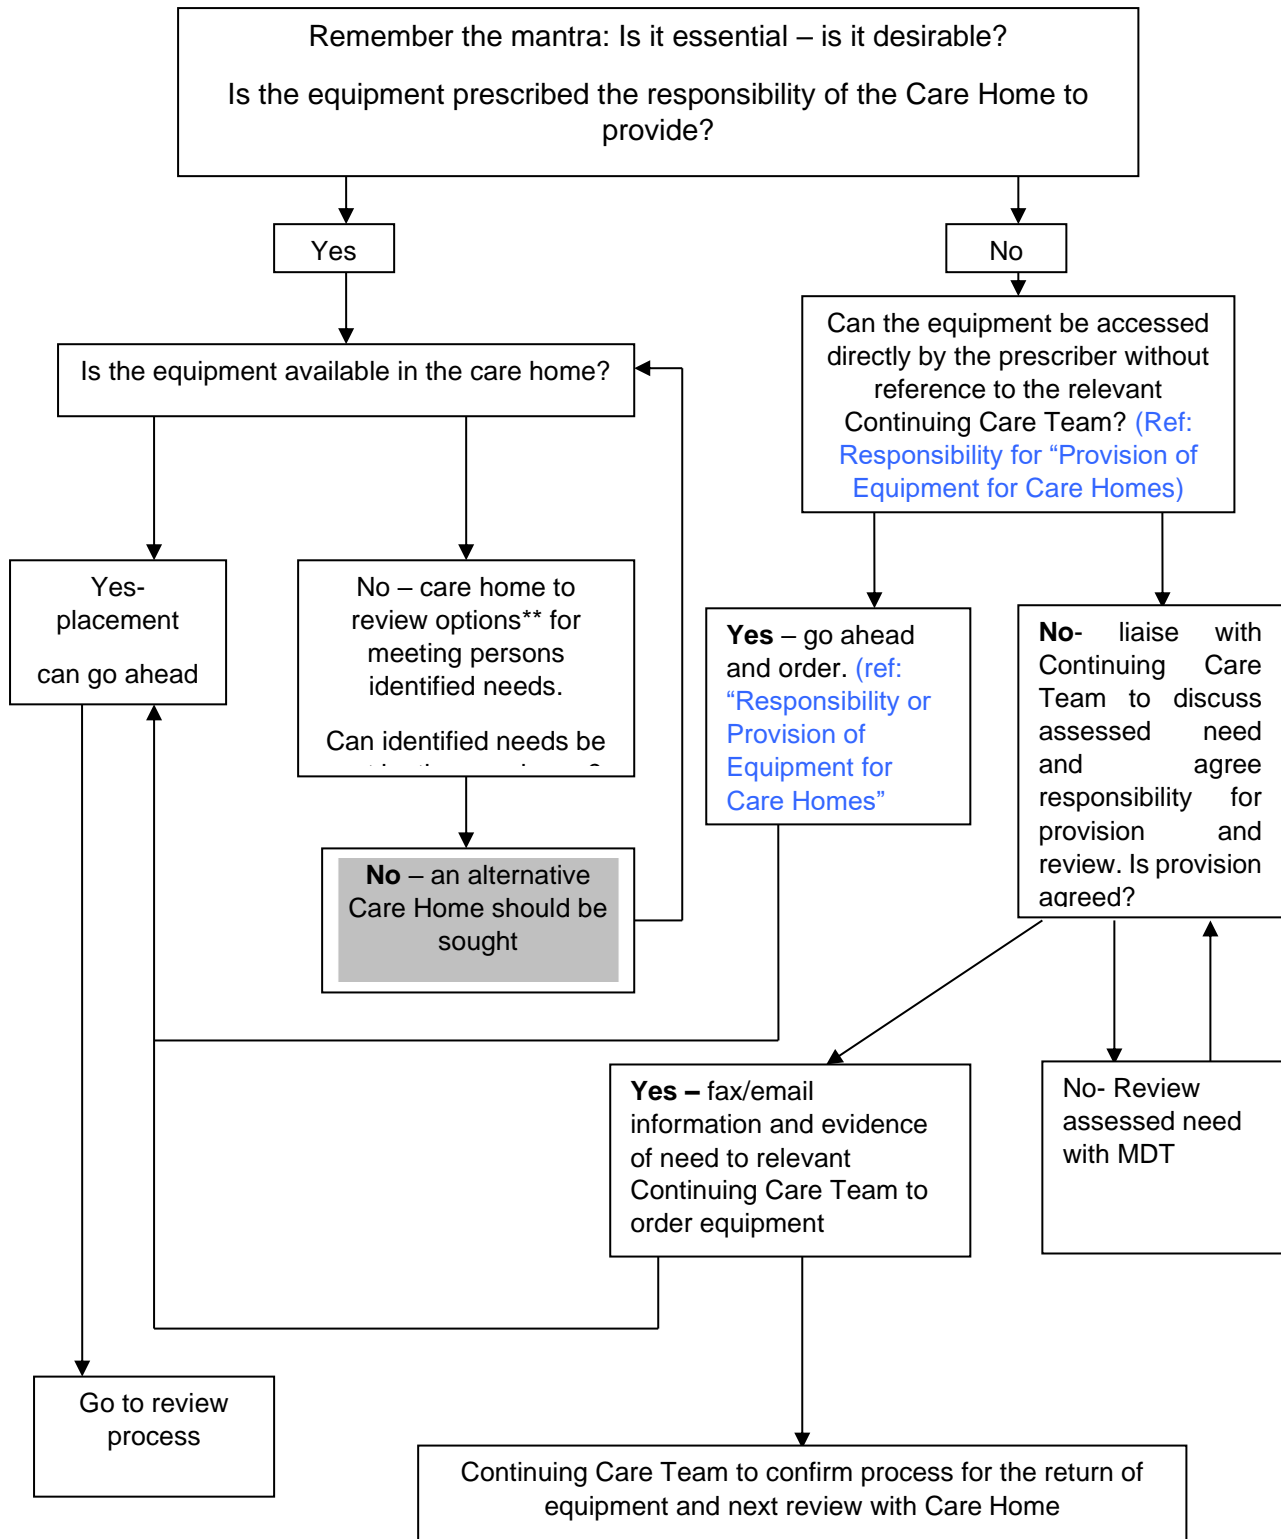 Remember the mantra: Is it essential – is it desirable?
Is the equipment prescribed the responsibility of the Care Home to
provide?
Yes
No
Is the equipment available in the care home?
Can the equipment be accessed
directly by the prescriber without
reference to the relevant
Continuing Care Team? (Ref:
Responsibility for “Provision of
Equipment for Care Homes)
Yes-
placement
can go ahead
No – care home to
review options** for
meeting persons
identified needs.
Can identified needs be
Yes – go ahead
and order. (ref:
“Responsibility or
Provision of
Equipment for
Care Homes”
No- liaise with
Continuing Care
Team to discuss
assessed need
and agree
responsibility for
provision and
review. Is provision
agreed?
No – an alternative
Care Home should be
sought
Yes – fax/email
information and evidence
of need to relevant
Continuing Care Team to
order equipment
No- Review
assessed need
with MDT
Go to review
process
Continuing Care Team to confirm process for the return of
equipment and next review with Care Home